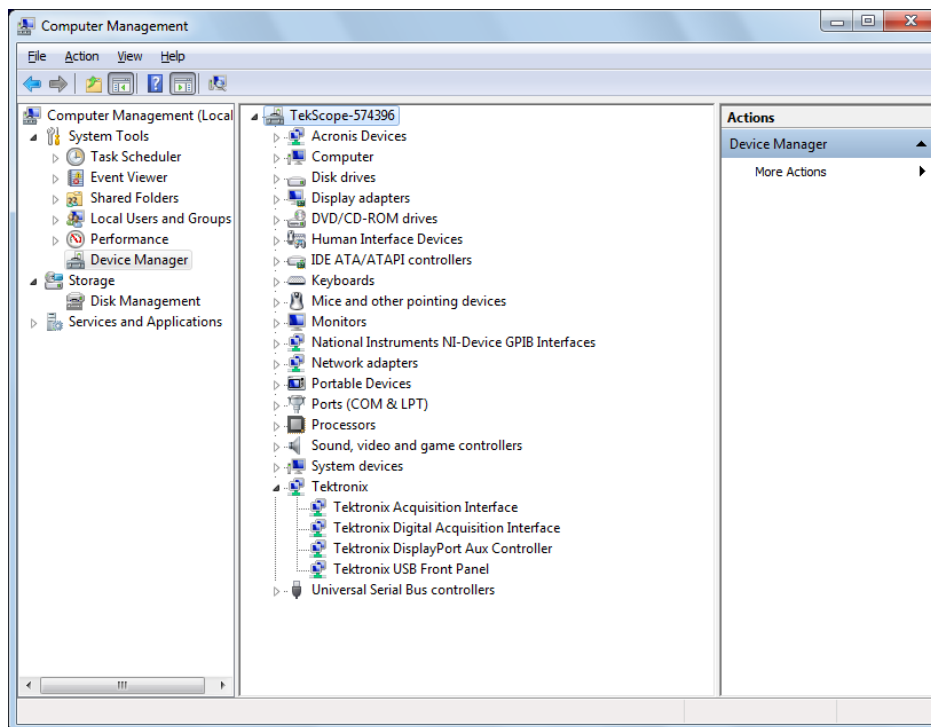 Computer Management
File Action View Help
Computer Management (Local
System Tools
Task Scheduler
Event Viewer
Shared Folders
Local Users and Groups
Performance
Device Manager
Storage
Disk Management
Services and Applications
TekScope-574396
Acronis Devices
Computer
Disk drives
Display adapters
DVD/CD-ROM drives
Human Interface Devices
IDE ATA/ATAPI controllers
Keyboards
Mice and other pointing devices
Monitors
National Instruments NI-Device GPIB Interfaces
Network adapters
Portable Devices
Ports (COM & LPT)
Processors
Sound, video and game controllers
System devices
Tektronix
Tektronix Acquisition Interface
Tektronix Digital Acquisition Interface
Tektronix DisplayPort Aux Controller
Tektronix USB Front Panel
Universal Serial Bus controllers
Actions
Device Manager
More Actions